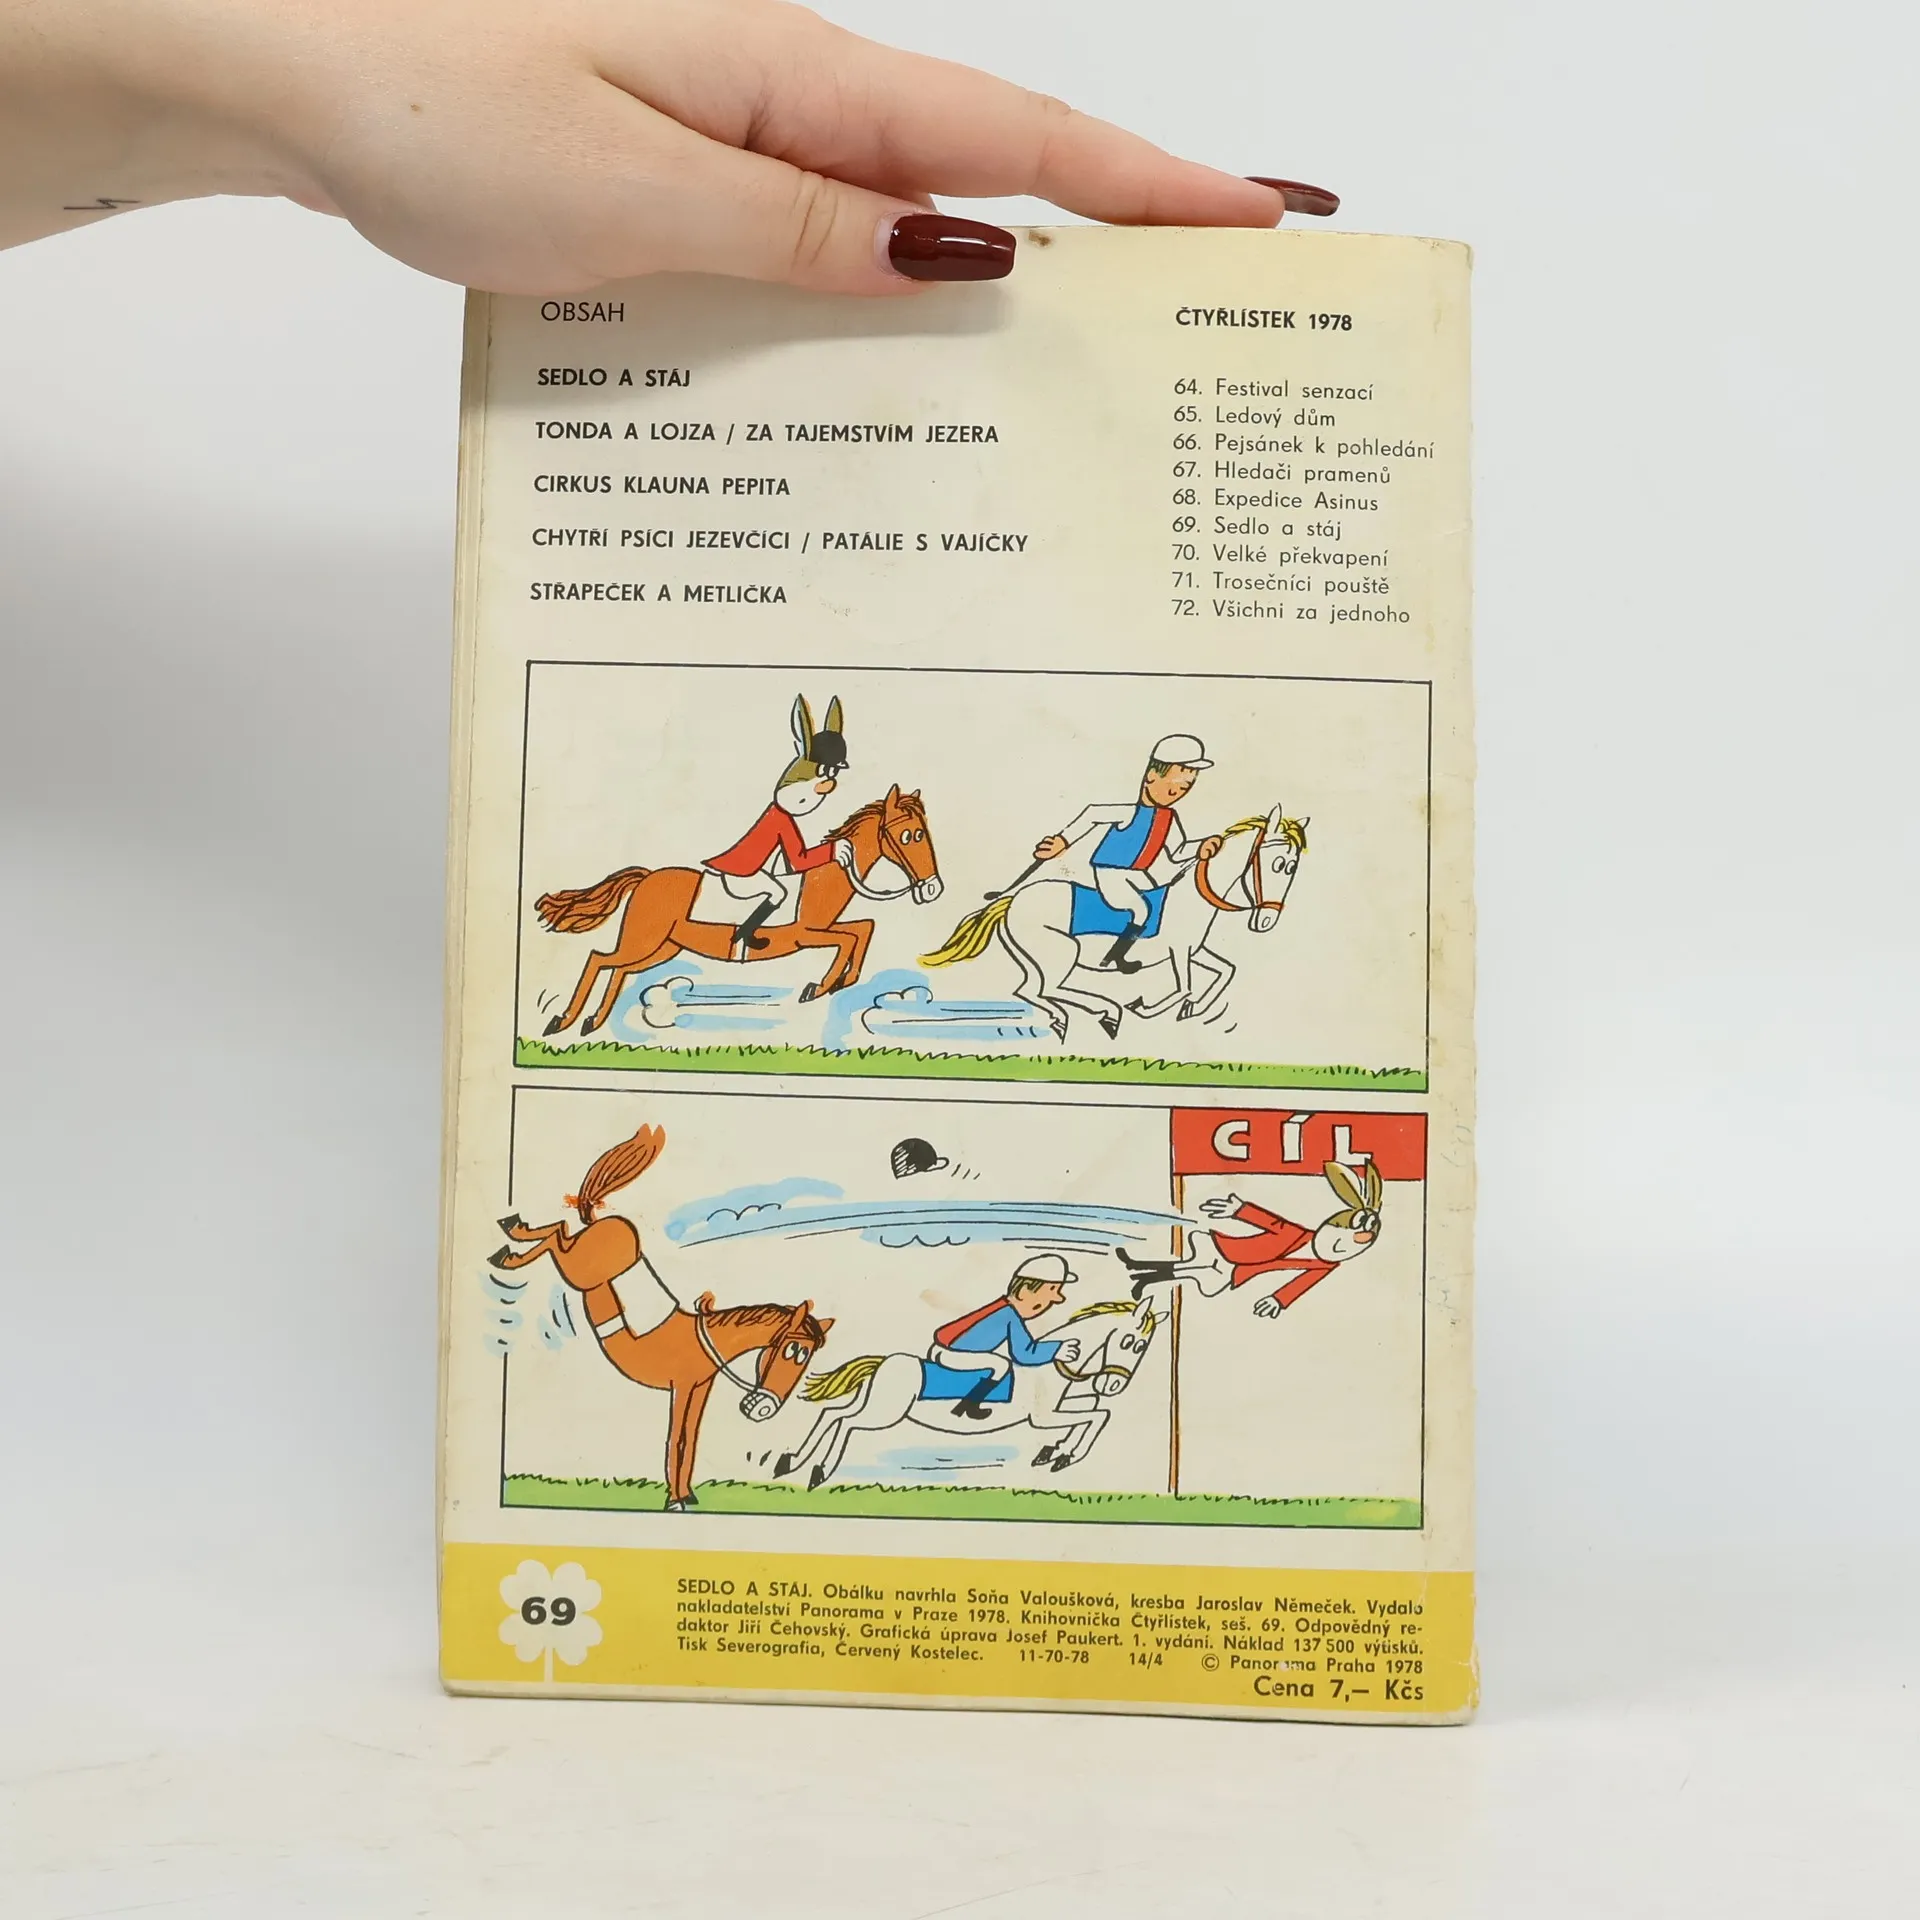 OBSAH
SEDLO A STÁJ
TONDA A LOJZA / ZA TAJEMSTVÍM JEZERA
CIRKUS KLAUNA PEPITA
CHYTŘÍ PSÍCI JEZEVČÍCI / PATÁLIE S VAJÍČKY
STŘAPEČEK A METLIČKA
ČTYŘLÍSTEK 1978
64. Festival senzací
65. Ledový dům
66. Pejsánek k pohledání
67. Hledači pramenů
68. Expedice Asinus
69. Sedlo a stáj
70. Velké překvapení
71. Trosečníci pouště
72. Všichni za jednoho
CÍL
69
SEDLO A STÁJ. Obálku navrhla Soňa Valoušková, kresba Jaroslav Němeček. Vydalo
nakladatelství Panorama v Praze 1978. Knihovnička Čtyřlístek, seš. 69. Odpovědný re-
daktor Jiří Čehovský. Grafická úprava Josef Paukert. 1. vydání. Náklad 137 500 výtisků.
Tisk Severografia, Červený Kostelec. 11-70-78 14/4 © Panorama Praha 1978
Cena 7,— Kčs